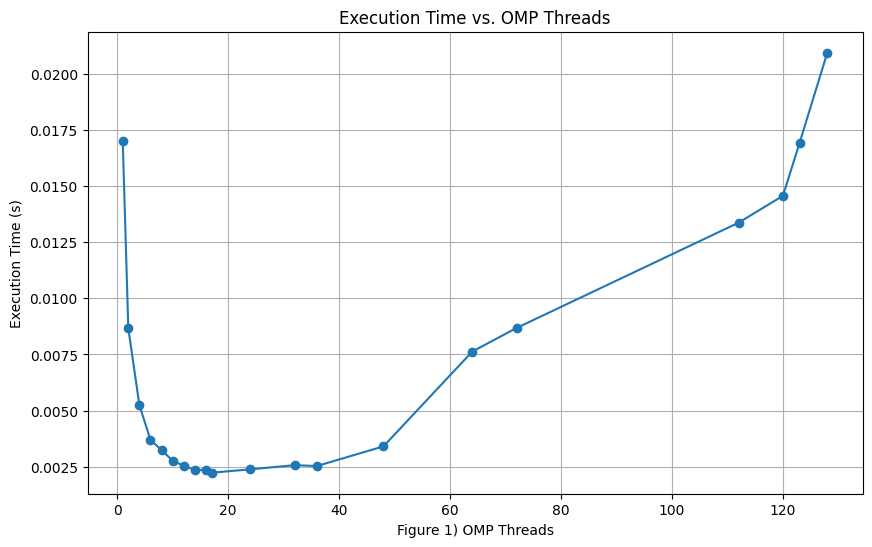 Execution Time vs. OMP Threads
0.0200
0.0175
0.0150
0.0125
0.0100
0.0075
0.0050
0.0025
Execution Time (s)
0 20 40 60 80 100 120
Figure 1) OMP Threads